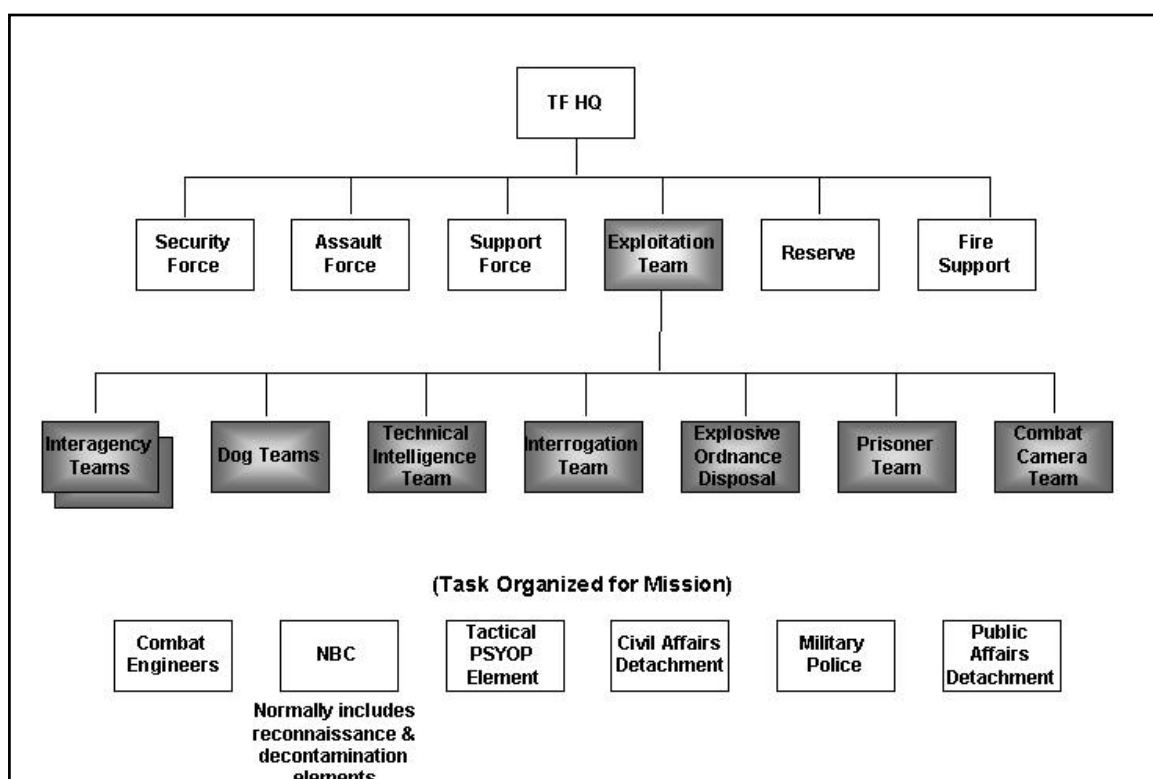 TF HQ
Security
Force
Assault
Force
Support
Force
Exploitation
Team
Reserve
Fire
Support
Interagency
Teams
Dog Teams
Technical
Intelligence
Team
Interrogation
Team
Explosive
Ordnance
Disposal
Prisoner
Team
Combat
Camera
Team
(Task Organized for Mission)
Combat
Engineers
NBC
Tactical
PSYOP
Element
Civil Affairs
Detachment
Military
Police
Public
Affairs
Detachment
Normally includes
reconnaissance &
decontamination
elements